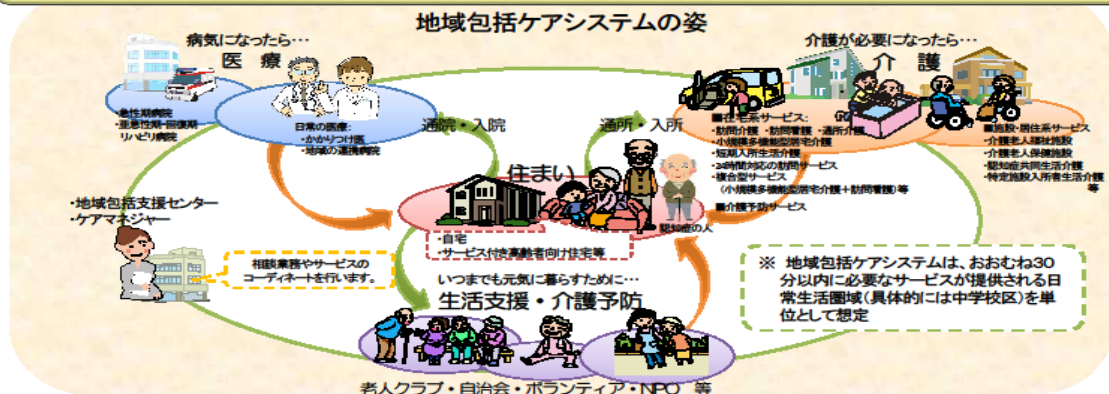 地域包括ケアシステムの姿
病気になったら･･･
医 療
介護が必要になったら･･･
介 護
・急性期病院
・亜急性期・回復期
リハビリ病院
日常の医療:
・かかりつけ医
・地域の連携病院
通院・入院
通所・入所
■在宅系サービス:
・訪問介護 ・訪問看護 ・通所介護
・小規模多機能型居宅介護
・短期入所生活介護
・24時間対応の訪問サービス
・複合型サービス
(小規模多機能型居宅介護+訪問看護)等
■介護予防サービス
■施設・居住系サービス
・介護老人福祉施設
・介護老人保健施設
・認知症共同生活介護
・特定施設入所者生活介護
等
住まい
認知症の人
・自宅
・サービス付き高齢者向け住宅等
・地域包括支援センター
・ケアマネジャー
相談業務やサービスの
コーディネートを行います。
いつまでも元気に暮らすために･･･
生活支援・介護予防
※ 地域包括ケアシステムは、おおむね30
分以内に必要なサービスが提供される日
常生活圏域(具体的には中学校区)を単
位として想定
老人クラブ・自治会・ボランティア・NPO 等